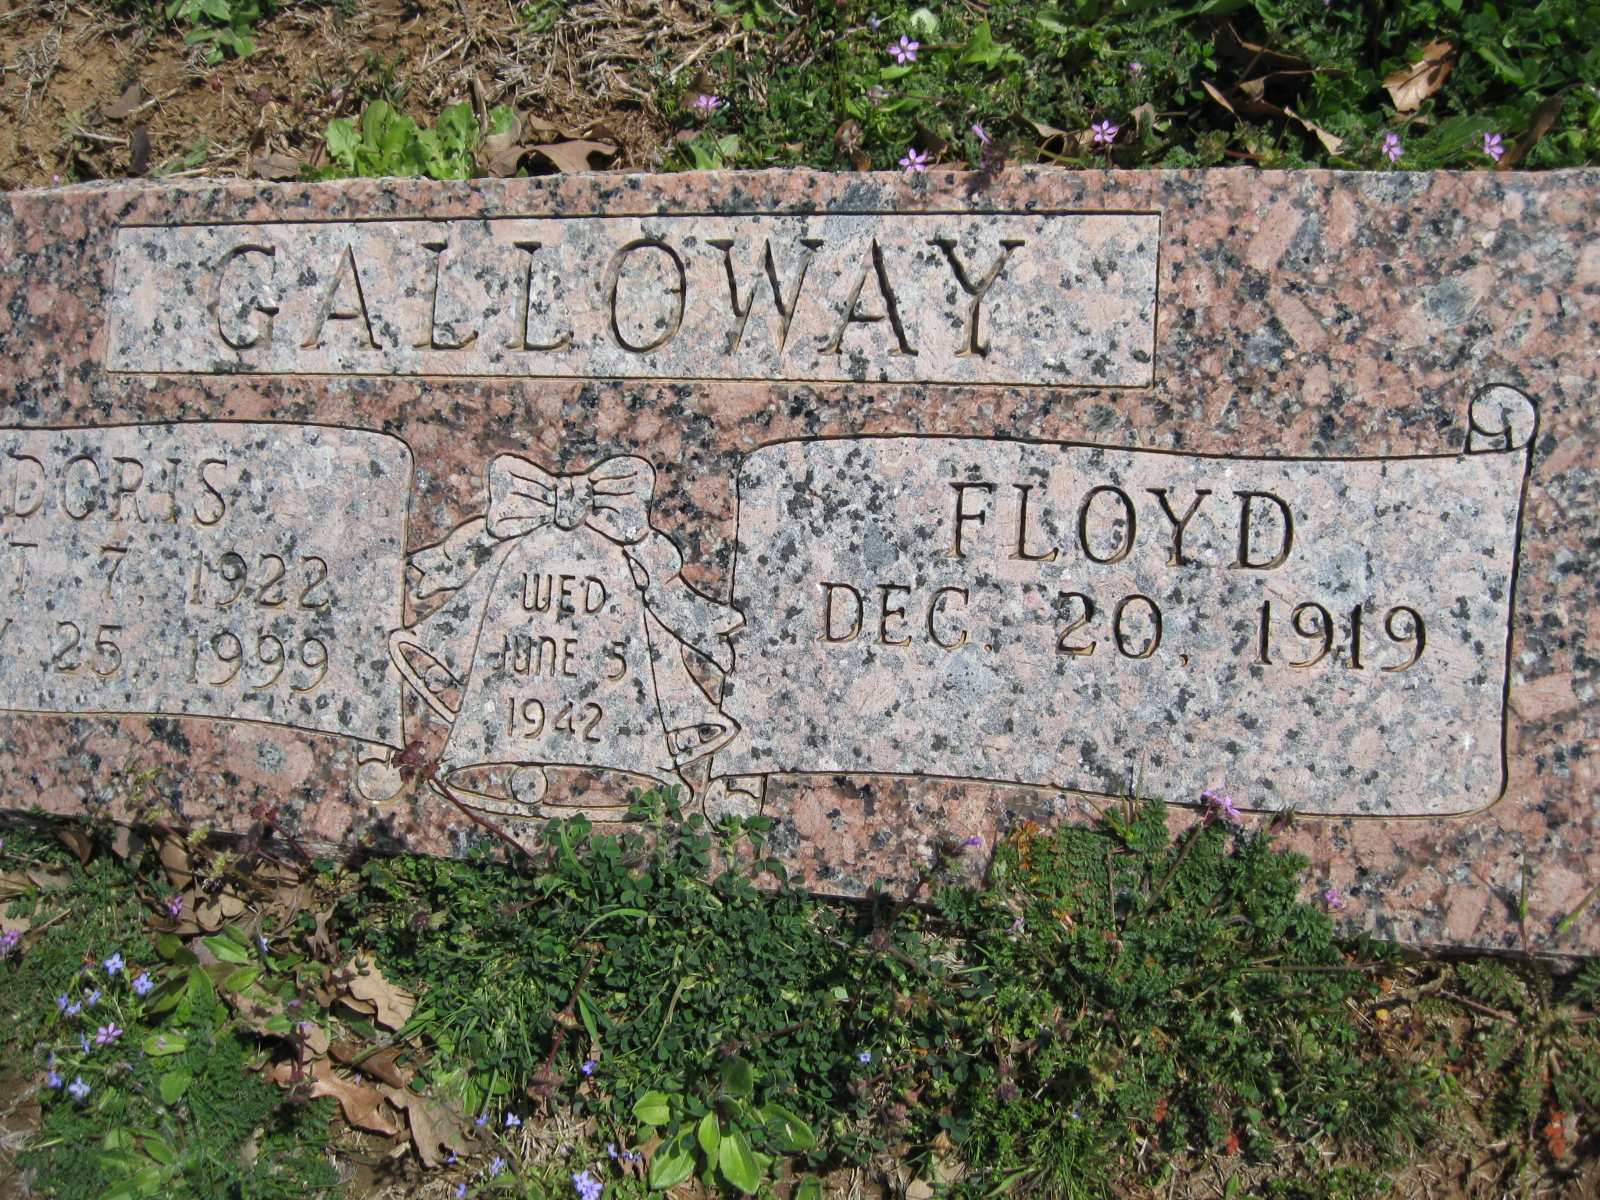 GALLOWAY
DORIS
7, 1922
25 1999
WED
JUNE 5
1942
FLOYD
DEC. 20, 1919